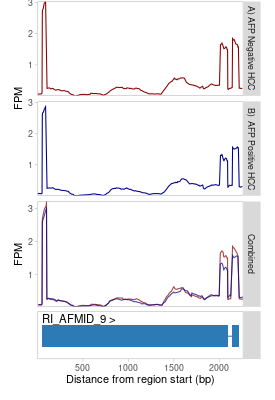 3
2
1
A) AFP Negative HCC
FPM
3
2
1
B) AFP Positive HCC
3
2
1
FPM
Combined
RI_AFMID_9 >
500 1000 1500 2000
Distance from region start (bp)